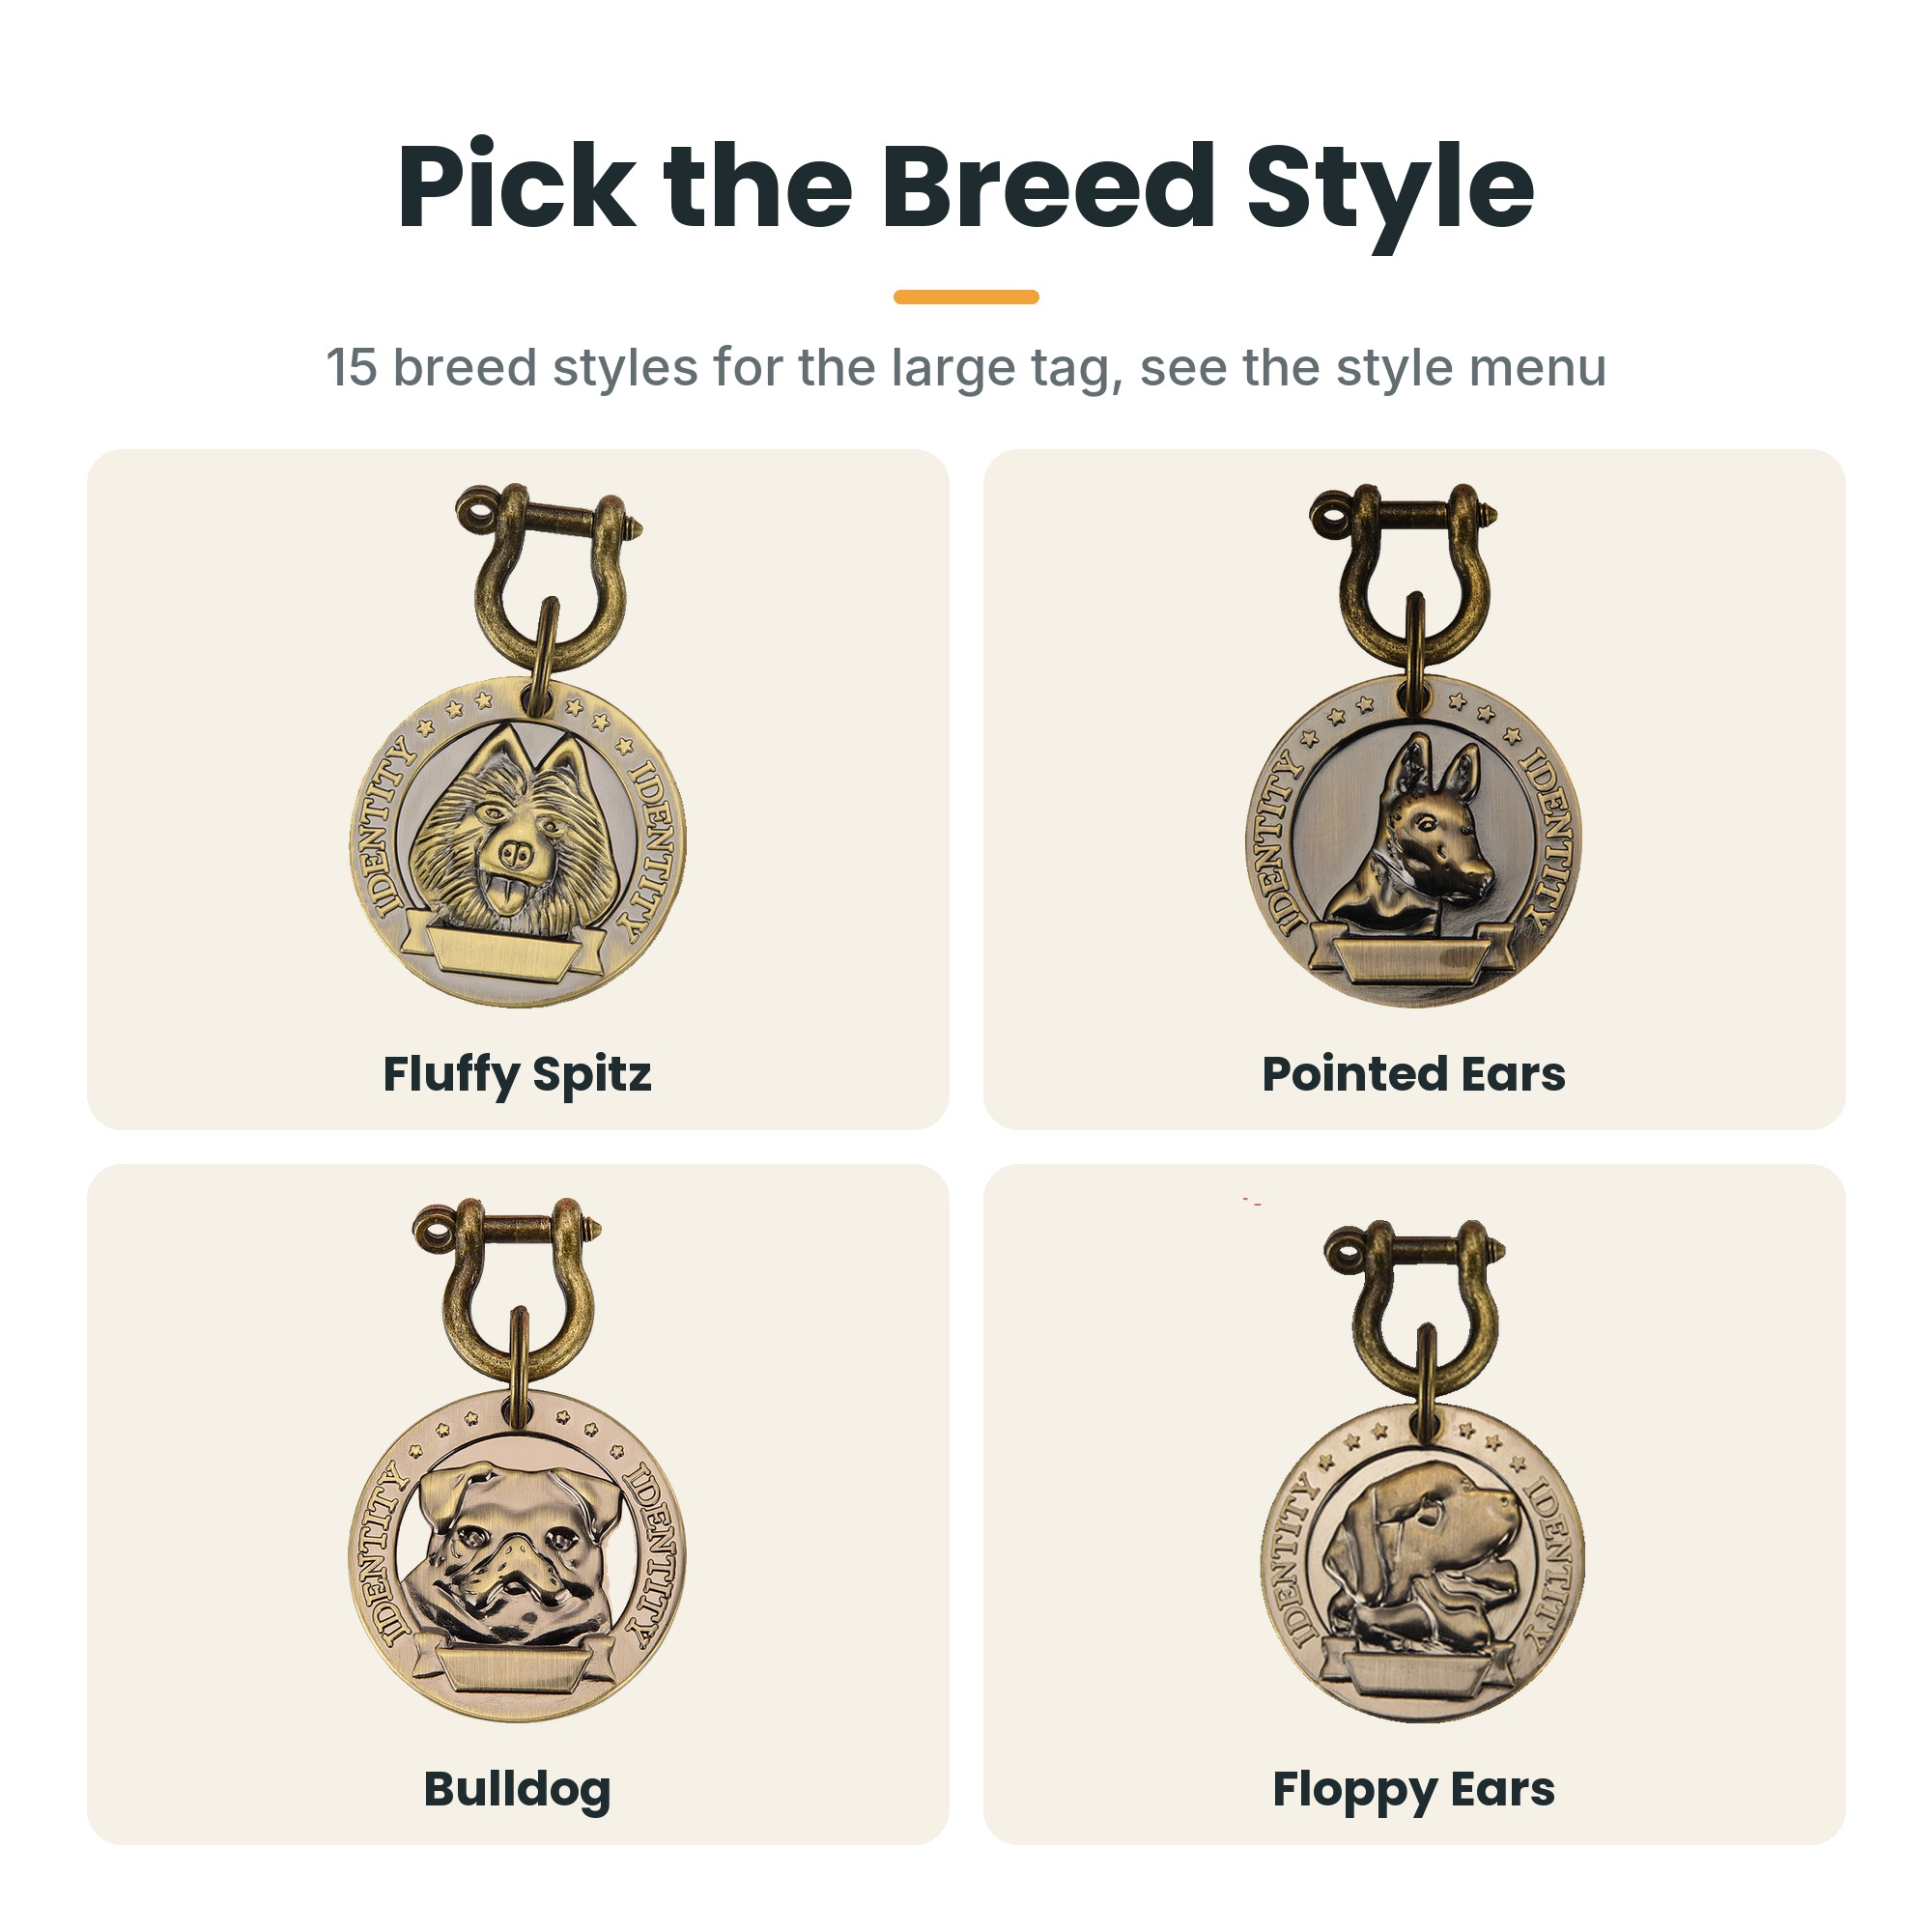 Pick the Breed Style
15 breed styles for the large tag, see the style menu
IDENTITY
IDENTITY
Fluffy Spitz
IDENTITY
IDENTITY
Pointed Ears
IDENTITY
IDENTITY
Bulldog
IDENTITY
IDENTITY
Floppy Ears